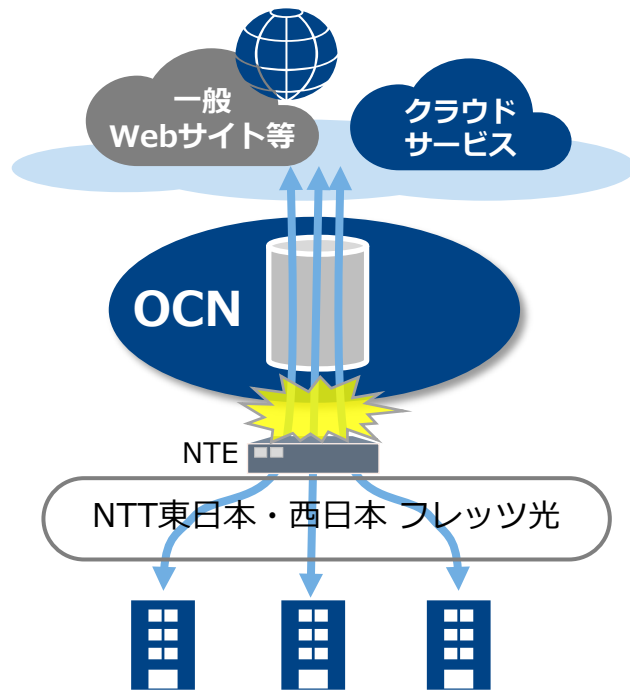 一般
Webサイト等
クラウド
サービス
OCN
NTE
NTT東日本・西日本 フレッツ光